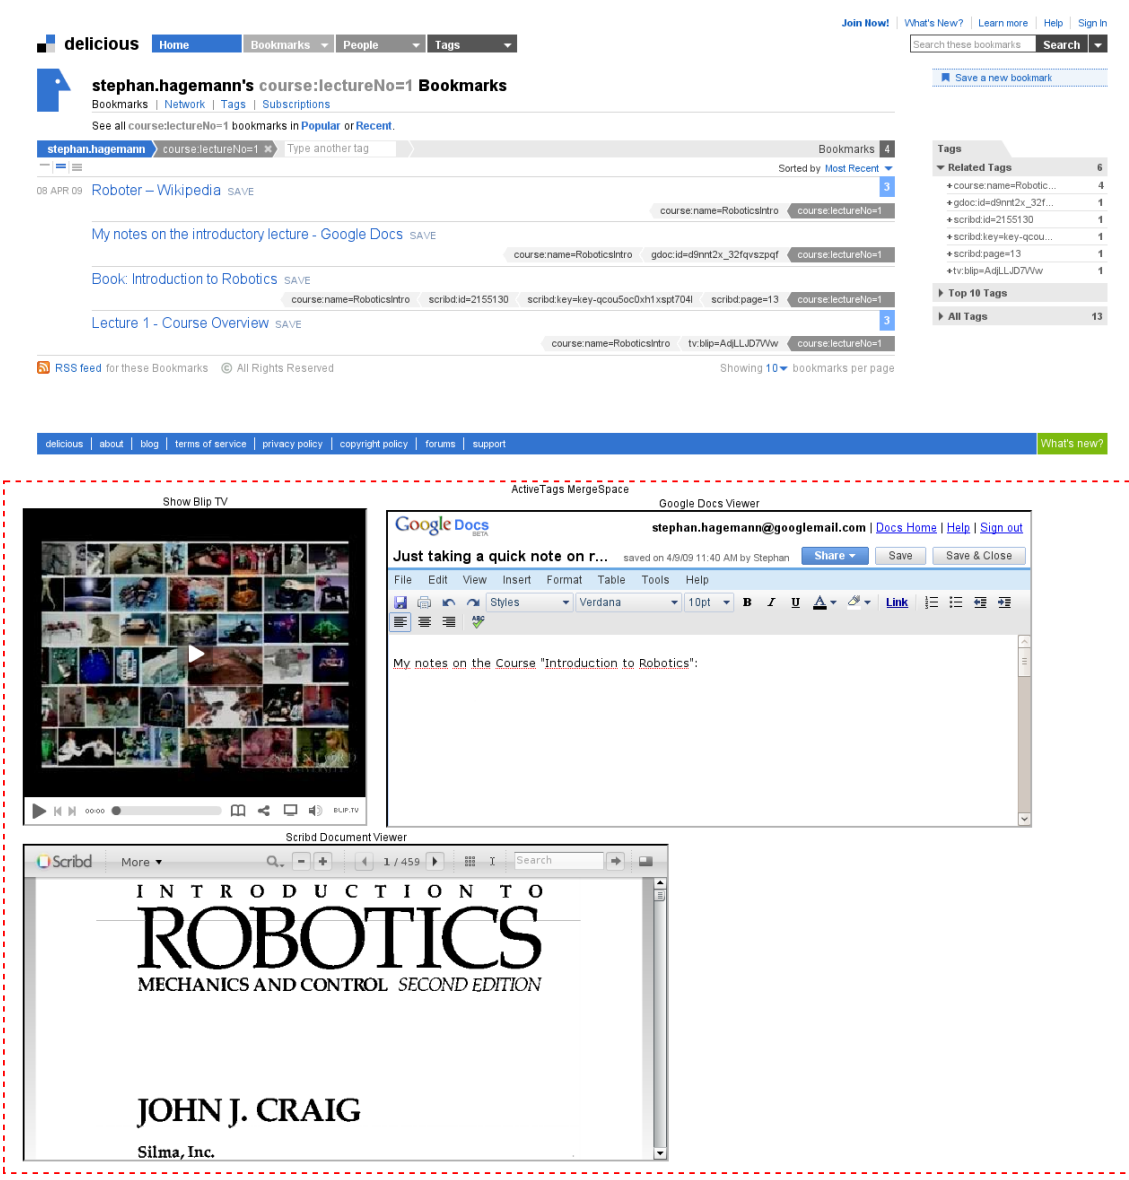 Join Now! | What's New? | Learn more | Help | Sign In
delicious Home Bookmarks People Tags Search these bookmarks Search
stephan.hagemann's course:lectureNo=1 Bookmarks
Save a new bookmark
Bookmarks | Network | Tags | Subscriptions
See all course:lectureNo=1 bookmarks in Popular or Recent.
stephan.hagemann course:lectureNo=1 Type another tag Bookmarks 4
Sorted by Most Recent
08 APR 09 Roboter – Wikipedia SAVE 3
course:name=RoboticsIntro course:lectureNo=1
My notes on the introductory lecture - Google Docs SAVE
course:name=RoboticsIntro gdoc:id=d9nnt2x_32fqvszpqf course:lectureNo=1
Book: Introduction to Robotics SAVE
course:name=RoboticsIntro scribd:id=2155130 scribd:key=key-qcou5oc0xh1xspt704l scribd:page=13 course:lectureNo=1
Lecture 1 - Course Overview SAVE 3
course:name=RoboticsIntro tv:blip=AdjLLJD7VVw course:lectureNo=1
RSS feed for these Bookmarks © All Rights Reserved Showing 10 bookmarks per page
Tags
Related Tags 6
+course:name=Robotic... 4
+gdoc:id=d9nnt2x_32f... 1
+scribd:id=2155130 1
+scribd:key=key-qcou... 1
+scribd:page=13 1
+tv:blip=AdjLLJD7VVw 1
Top 10 Tags
All Tags 13
delicious | about | blog | terms of service | privacy policy | copyright policy | forums | support What's new?
ActiveTags MergeSpace
Show Blip TV
STANFORD
UNIVERSITY
00:00 BLIP.TV
Google Docs Viewer
Google Docs BETA stephan.hagemann@googlemail.com | Docs Home | Help | Sign out
Just taking a quick note on r... saved on 4/9/09 11:40 AM by Stephan Share Save Save & Close
File Edit View Insert Format Table Tools Help
Styles Verdana 10pt B I U A Link
ABC
My notes on the Course "Introduction to Robotics":
Scribd Document Viewer
Scribd More 1 / 459 Search
INTRODUCTION TO
ROBOTICS
MECHANICS AND CONTROL SECOND EDITION
JOHN J. CRAIG
Silma, Inc.